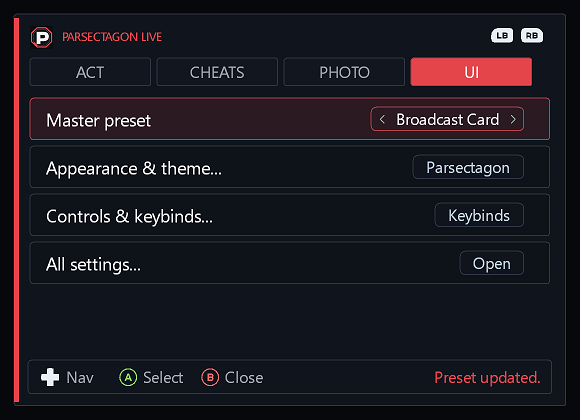 P PARSECTAGON LIVE LB RB
ACT CHEATS PHOTO UI
Master preset < Broadcast Card >
Appearance & theme... Parsectagon
Controls & keybinds... Keybinds
All settings... Open
Nav A Select B Close Preset updated.